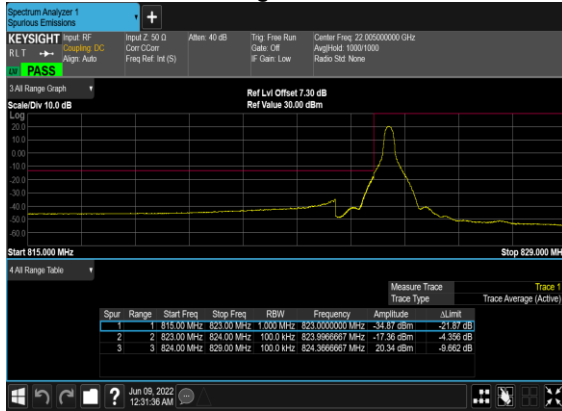 Spectrum Analyzer 1
Spurious Emissions
KEYSIGHT
RLT
PASS
Input: RF
Coupling: DC
Align: Auto
Input Z: 50 Ω
Corr CCorr
Freq Ref: Int (S)
Atten: 40 dB
Trig: Free Run
Gate: Off
IF Gain: Low
Center Freq: 22.005000000 GHz
Avg|Hold: 1000/1000
Radio Std: None
3 All Range Graph
Scale/Div 10.0 dB
Ref Lvl Offset 7.30 dB
Ref Value 30.00 dBm
Log
20.0
10.0
0.00
-10.0
-20.0
-30.0
-40.0
-50.0
-60.0
Start 815.000 MHz
Stop 829.000 MH
4 All Range Table
Measure Trace Trace 1
Trace Type Trace Average (Active)
Spur Range Start Freq Stop Freq RBW Frequency Amplitude ΔLimit
1 1 815.00 MHz 823.00 MHz 1.000 MHz 823.0000000 MHz -34.87 dBm -21.87 dB
2 2 823.00 MHz 824.00 MHz 100.0 kHz 823.9966667 MHz -17.36 dBm -4.356 dB
3 3 824.00 MHz 829.00 MHz 100.0 kHz 824.3666667 MHz 20.34 dBm -9.662 dB
?
Jun 09, 2022
12:31:36 AM